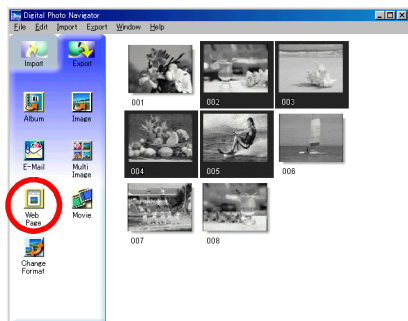 Digital Photo Navigator
File Edit Import Export Window Help
Import Export
Album Image
E-Mail Multi Image
Web Page Movie
Change Format
001 002 003
004 005 006
007 008